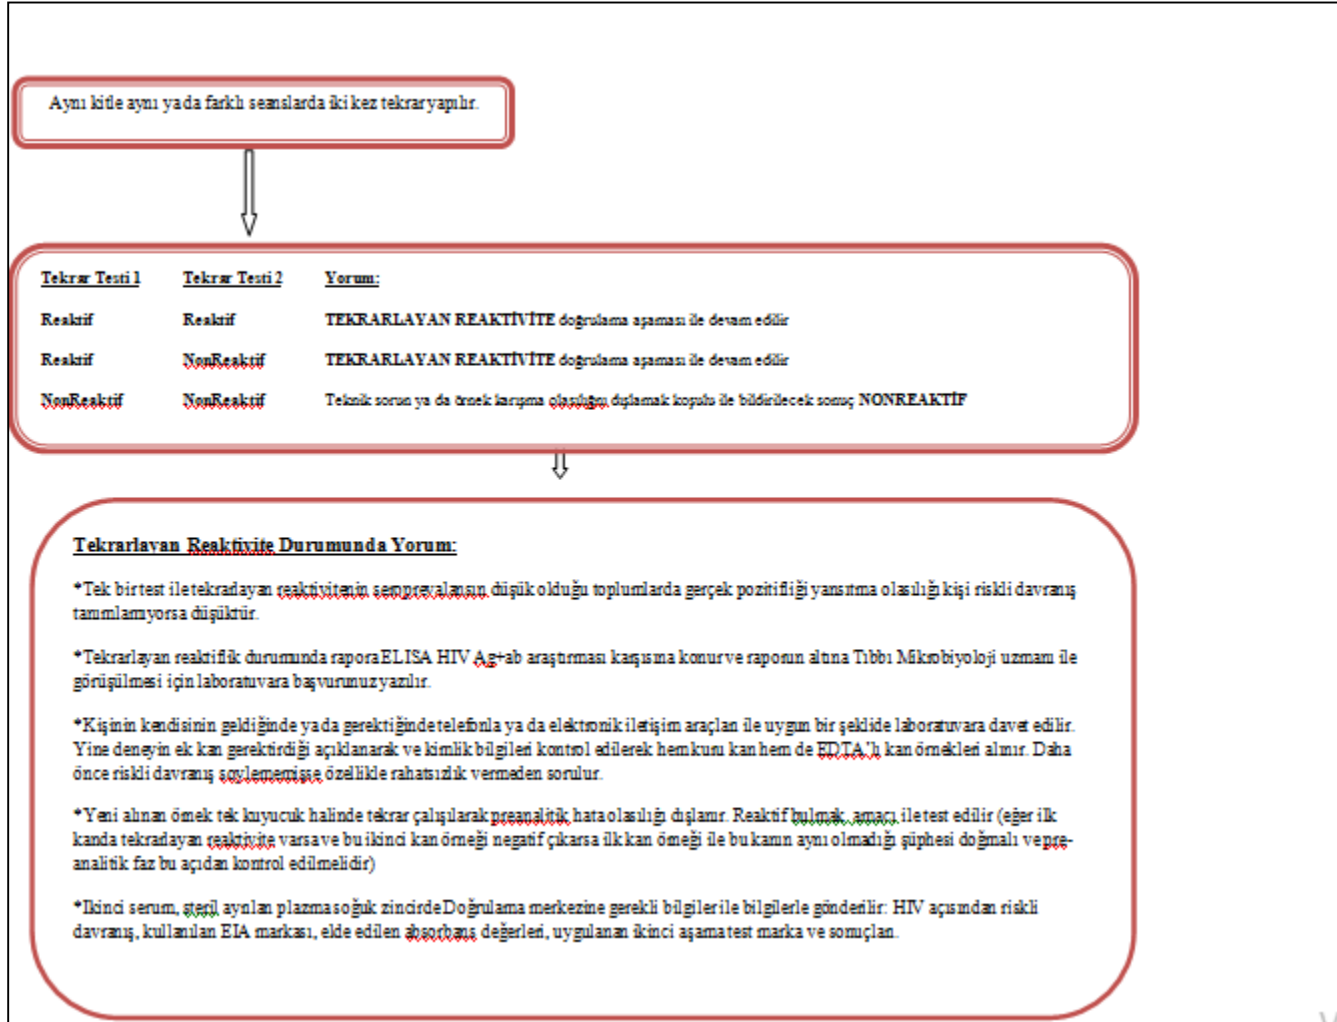 Aynı kitle aynı yada farklı seanslarda iki kez tekrar yapılır.
Tekrar Testi 1 Tekrar Testi 2 Yorum:
Reaktif Reaktif TEKRARLAYAN REAKTİVİTE doğrulama aşaması ile devam edilir
Reaktif NonReaktif TEKRARLAYAN REAKTİVİTE doğrulama aşaması ile devam edilir
NonReaktif NonReaktif Teknik sorun ya da örnek karışma olasılığını dışlamak koşulu ile bildirilecek sonuç NONREAKTİF
Tekrarlayan Reaktivite Durumunda Yorum:
*Tek bir test ile tekrarlayan reaktivitenin seroprevalansın düşük olduğu toplumlarda gerçek pozitifliği yansıtma olasılığı kişi riskli davranış
tanımlamıyorsa düşüktür.
*Tekrarlayan reaktiflik durumunda rapora ELISA HIV Ag+ab araştırması karşısına konur ve raporun altına Tıbbı Mikrobiyoloji uzmanı ile
görüşülmesi için laboratuvara başvurunuz yazılır.
*Kişinin kendisinin geldiğinde yada gerektiğinde telefonla ya da elektronik iletişim araçları ile uygun bir şeklide laboratuvara davet edilir.
Yine deneyin ek kan gerektirdiği açıklanarak ve kimlik bilgileri kontrol edilerek hem kuru kan hem de EDTA'lı kan örnekleri alınır. Daha
önce riskli davranış söylememişse özellikle rahatsızlık vermeden sorulur.
*Yeni alınan örnek tek kuyucuk halinde tekrar çalışılarak preanalitik hata olasılığı dışlanır. Reaktif bulmak amacı ile test edilir (eğer ilk
kanda tekrarlayan reaktivite varsa ve bu ikinci kan örneği negatif çıkarsa ilk kan örneği ile bu kanın aynı olmadığı şüphesi doğmalı ve pre-
analitik faz bu açıdan kontrol edilmelidir)
*Ikinci serum, steril ayrılan plazma soğuk zincirde Doğrulama merkezine gerekli bilgiler ile bilgilerle gönderilir: HIV açısından riskli
davranış, kullanılan EIA markası, elde edilen absorbans değerleri, uygulanan ikinci aşama test marka ve sonuçları.